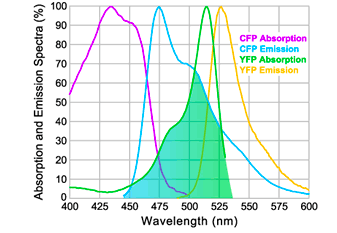 Absorption and Emission Spectra (%)
100
90
80
70
60
50
40
30
20
10
0
CFP Absorption
CFP Emission
YFP Absorption
YFP Emission
400 425 450 475 500 525 550 575 600
Wavelength (nm)